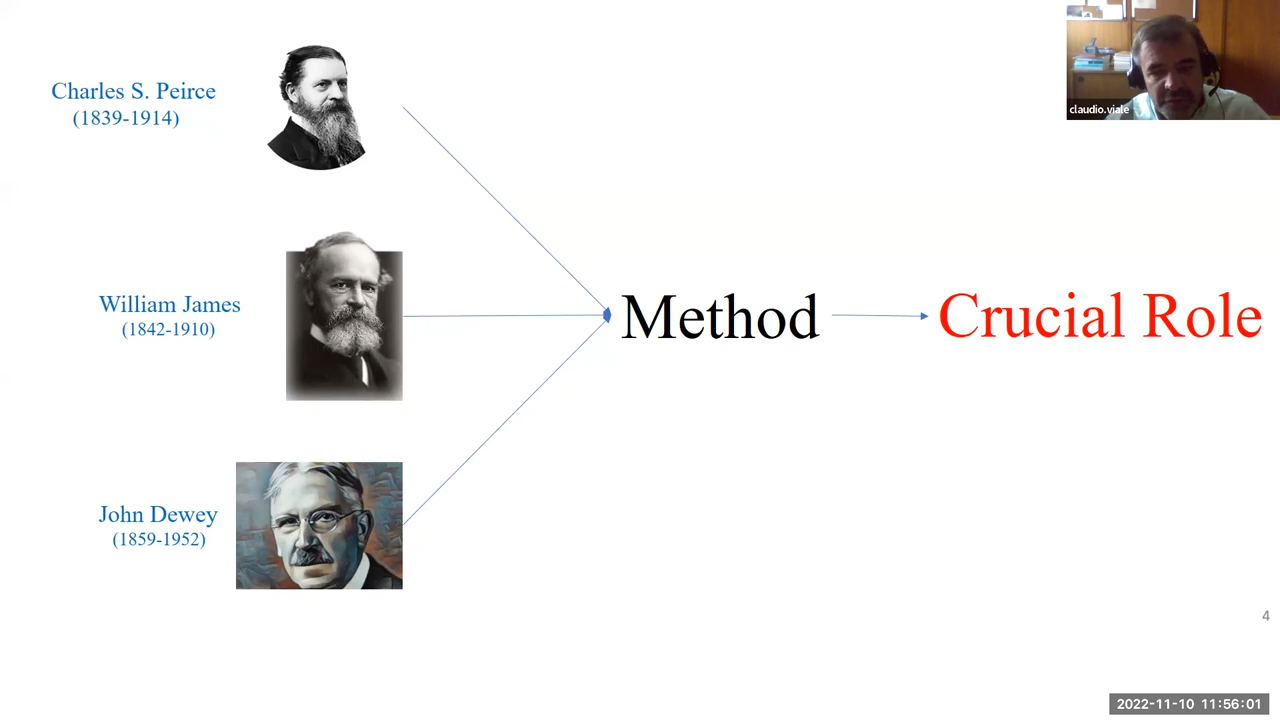 Charles S. Peirce
(1839-1914)
claudio.viale
William James
(1842-1910)
Method
Crucial Role
John Dewey
(1859-1952)
4
2022-11-10 11:56:01